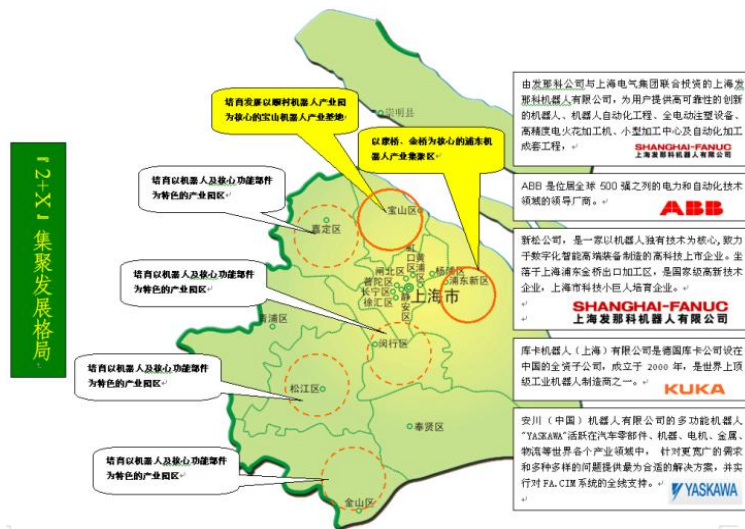 『2+X』集聚发展格局
培育发展以顾村机器人产业园
为核心的宝山机器人产业基地
以康桥、金桥为核心的浦东机
器人产业集聚区
培育以机器人及核心功能部件
为特色的产业园区
培育以机器人及核心功能部件
为特色的产业园区
培育以机器人及核心功能部件
为特色的产业园区
培育以机器人及核心功能部件
为特色的产业园区
崇明县
宝山区
嘉定区
虹口区
黄浦区
杨浦区
闸北区
普陀区
长宁区
徐汇区
静安区
上海市
浦东新区
青浦区
闵行区
松江区
奉贤区
金山区
由发那科公司与上海电气集团联合投资的上海发
那科机器人有限公司，为用户提供高可靠性的创新
的机器人、机器人自动化工程、全电动注塑设备、
高精度电火花加工机、小型加工中心及自动化加工
成套工程，
SHANGHAI-FANUC
上海发那科机器人有限公司
ABB 是位居全球 500 强之列的电力和自动化技术
领域的领导厂商。
ABB
新松公司，是一家以机器人独有技术为核心,致力
于数字化智能高端装备制造的高科技上市企业。坐
落于上海浦东金桥出口加工区，是国家级高新技术
企业，上海市科技小巨人培育企业。
SHANGHAI-FANUC
上海发那科机器人有限公司
库卡机器人（上海）有限公司是德国库卡公司设在
中国的全资子公司，成立于 2000 年，是世界上顶
级工业机器人制造商之一。
KUKA
安川（中国）机器人有限公司的多功能机器人
"YASKAWA"活跃在汽车零部件、机器、电机、金属、
物流等世界各个产业领域中， 针对更宽广的需求
和多种多样的问题提供最为合适的解决方案，并实
行对 FA.CIM 系统的全线支持。
YASKAWA